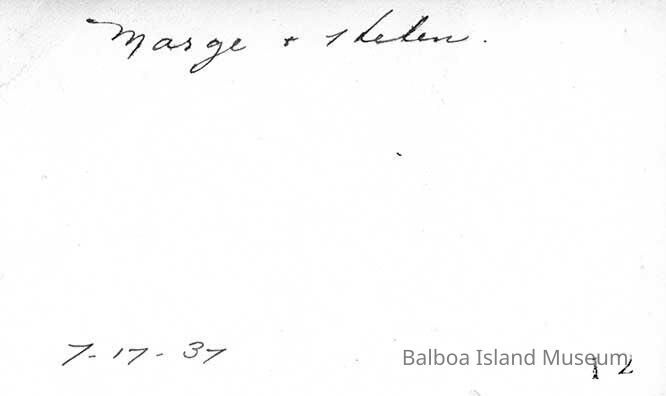 Marge + Helen.
7-17-37
Balboa Island Museum
12